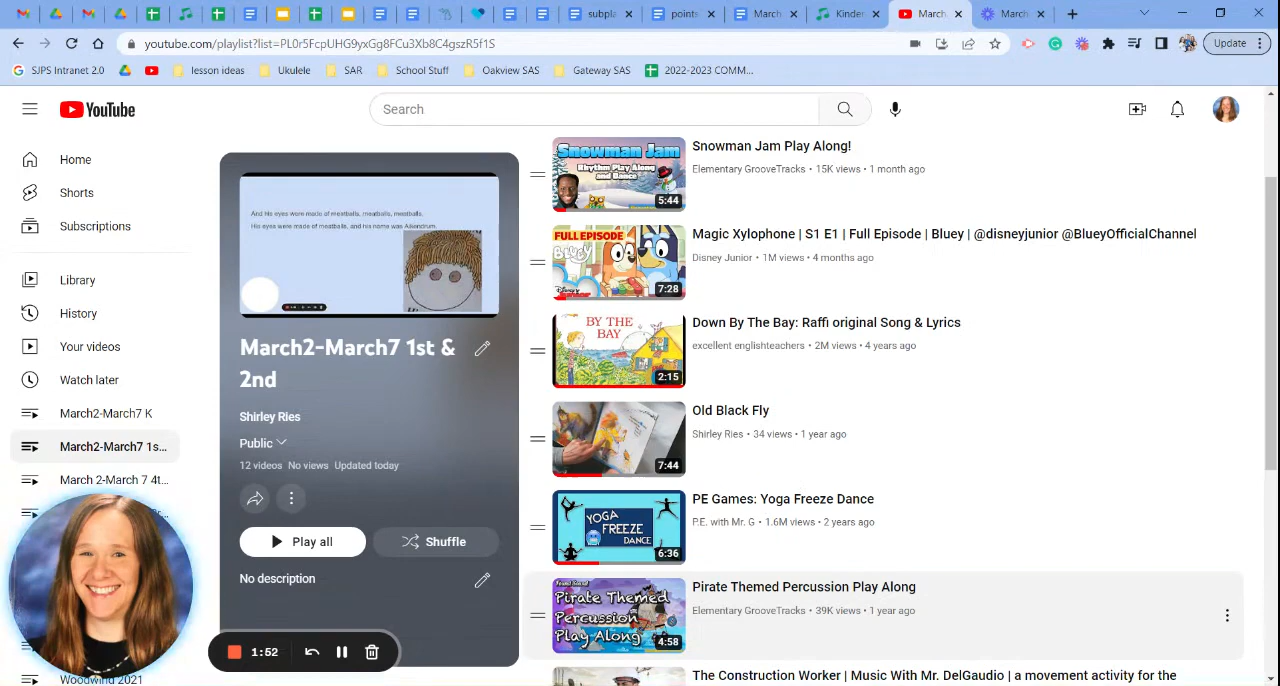 subpla
points
March
Kinder
March
March
youtube.com/playlist?list=PL0r5FcpUHG9yxGg8FCu3Xb8C4gszR5f1S
Update
SJPS Intranet 2.0
lesson ideas
Ukulele
SAR
School Stuff
Oakview SAS
Gateway SAS
2022-2023 COMM...
YouTube
Search
Home
Shorts
Subscriptions
Library
History
Your videos
Watch later
March2-March7 K
March2-March7 1s...
March 2-March 7 4t...
Woodwind 2021
And his eyes were made of meatballs, meatballs, meatballs.
His eyes were made of meatballs, and his name was Aikendrum.
March2-March7 1st &
2nd
Shirley Ries
Public
12 videos No views Updated today
Play all
Shuffle
No description
1:52
Snowman Jam
Rhythm Play Along
and Dance
5:44
Snowman Jam Play Along!
Elementary GrooveTracks • 15K views • 1 month ago
FULL EPISODE
BLUEY
Disney Junior
7:28
Magic Xylophone | S1 E1 | Full Episode | Bluey | @disneyjunior @BlueyOfficialChannel
Disney Junior • 1M views • 4 months ago
BY THE
BAY
2:15
Down By The Bay: Raffi original Song & Lyrics
excellent englishteachers • 2M views • 4 years ago
7:44
Old Black Fly
Shirley Ries • 34 views • 1 year ago
YOGA
FREEZE
DANCE
6:36
PE Games: Yoga Freeze Dance
P.E. with Mr. G • 1.6M views • 2 years ago
Found Sound
Pirate Themed
Percussion
Play Along
4:58
Pirate Themed Percussion Play Along
Elementary GrooveTracks • 39K views • 1 year ago
The Construction Worker | Music With Mr. DelGaudio | a movement activity for the